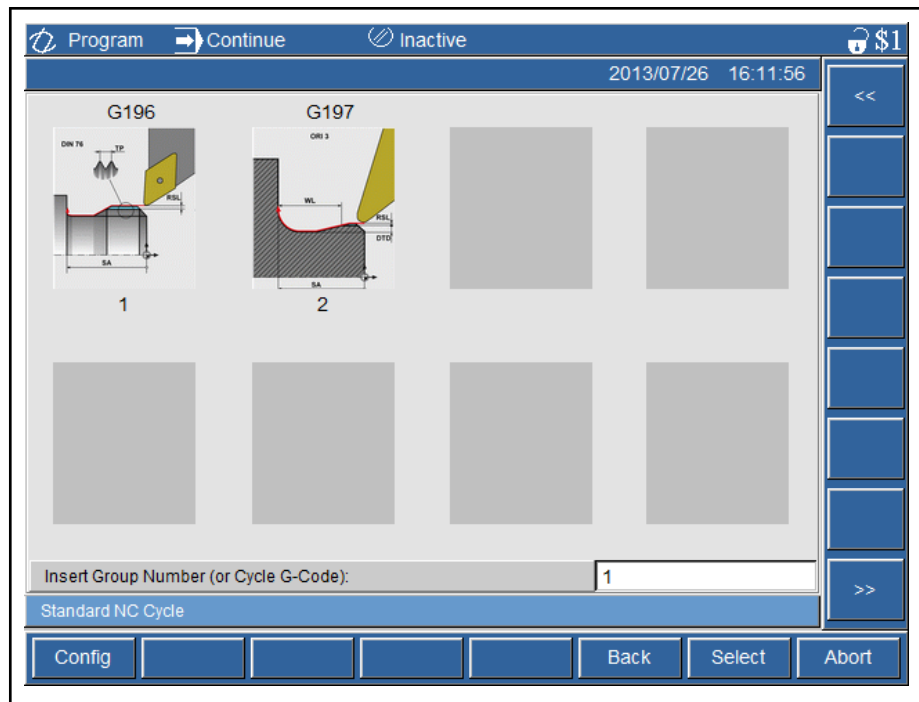 Program Continue Inactive $1
2013/07/26 16:11:56
<<
G196 G197
DIN 76 TP ORI 3
WL
RSL RSL
DTD
SA SA
1 2
Insert Group Number (or Cycle G-Code): 1
>>
Standard NC Cycle
Config Back Select Abort